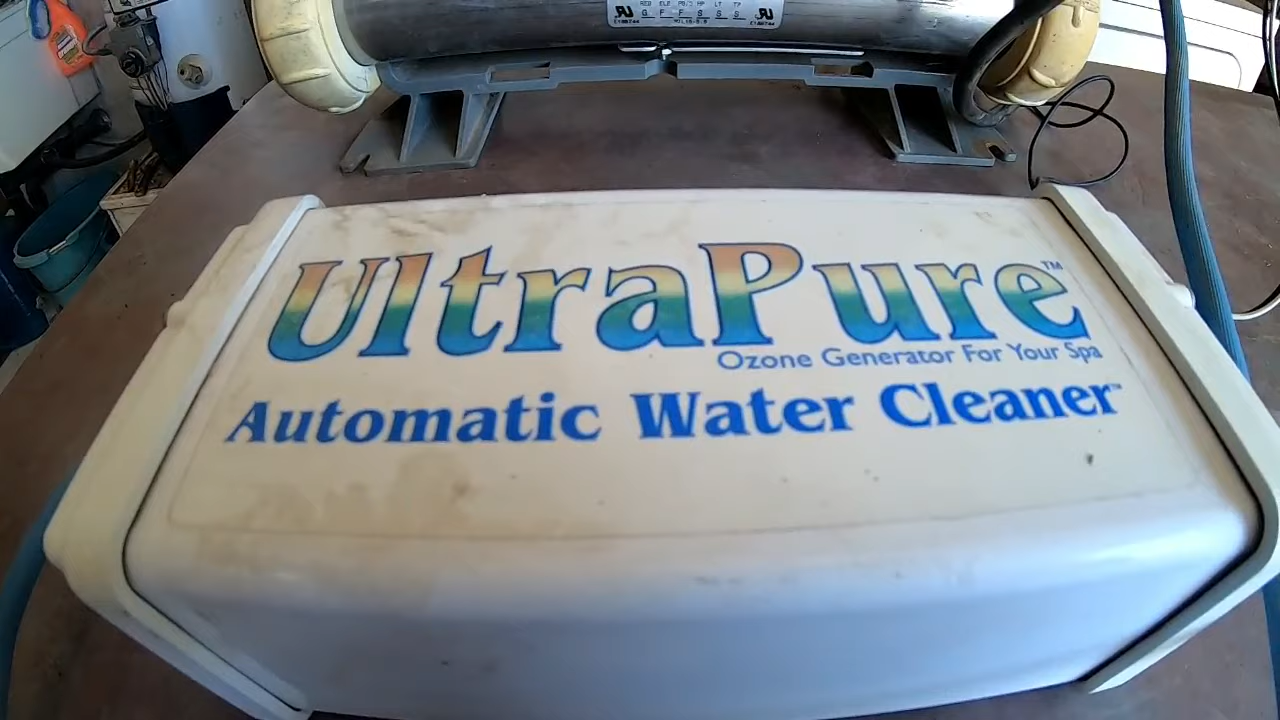 UltraPure™
Ozone Generator For Your Spa
Automatic Water Cleaner™